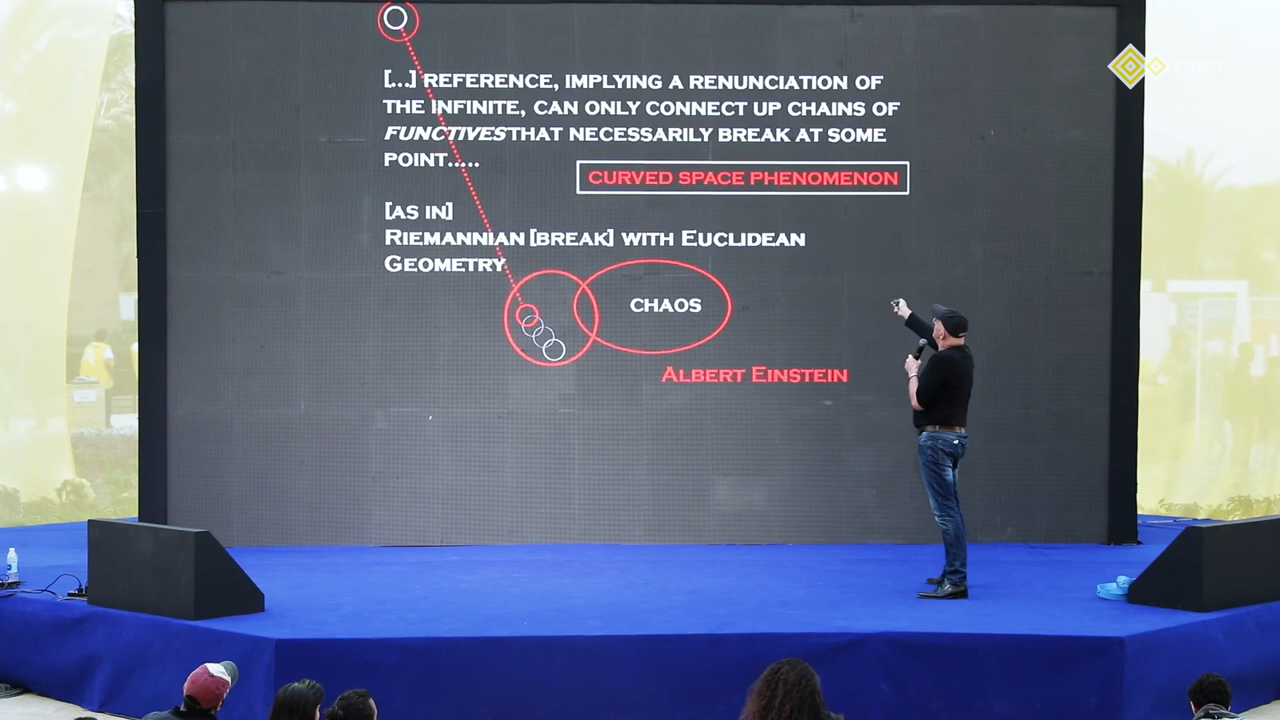 [...] REFERENCE, IMPLYING A RENUNCIATION OF
THE INFINITE, CAN ONLY CONNECT UP CHAINS OF
FUNCTIVES THAT NECESSARILY BREAK AT SOME
POINT.....
CURVED SPACE PHENOMENON
[AS IN]
RIEMANNIAN [BREAK] WITH EUCLIDEAN
GEOMETRY
CHAOS
ALBERT EINSTEIN